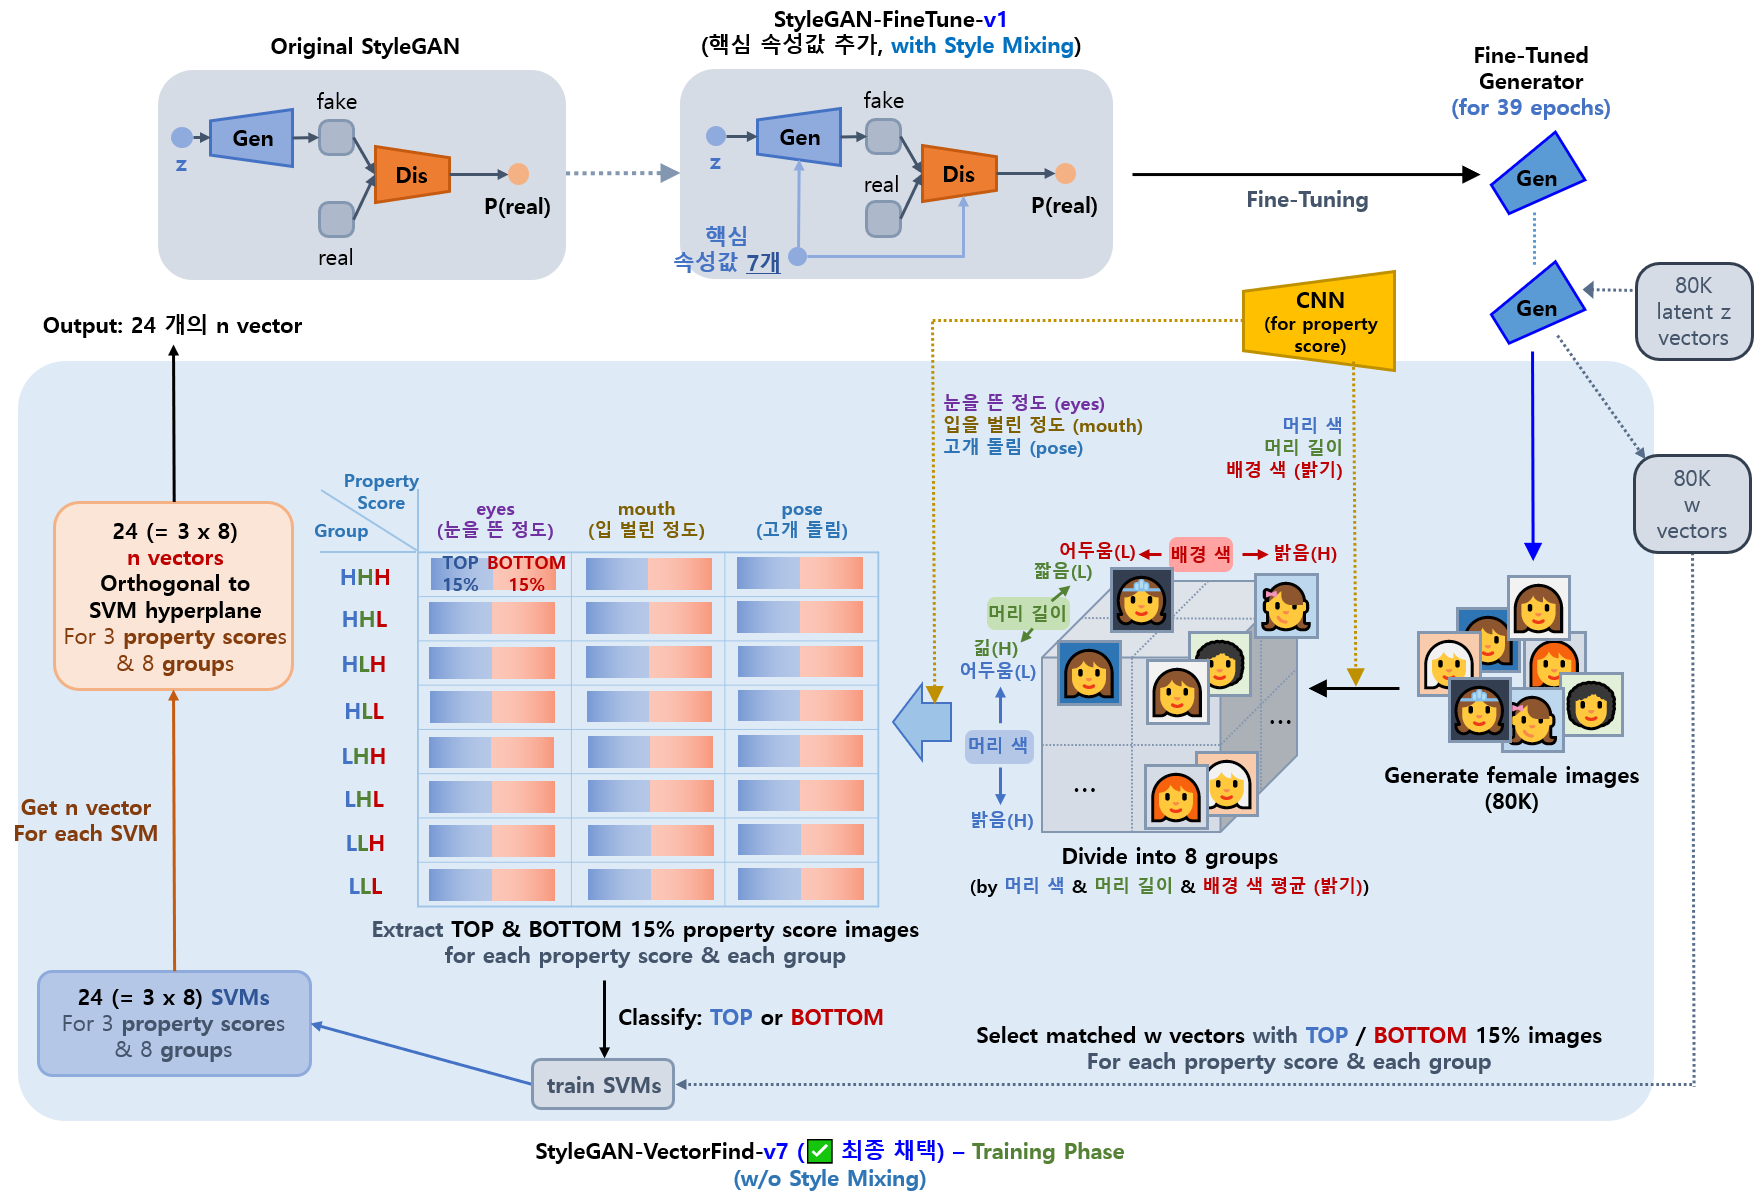 Original StyleGAN
z
Gen
fake
real
Dis
P(real)
StyleGAN-FineTune-v1
(핵심 속성값 추가, with Style Mixing)
z
Gen
fake
real
Dis
P(real)
핵심
속성값 7개
Fine-Tuning
Fine-Tuned
Generator
(for 39 epochs)
Gen
Gen
80K
latent z
vectors
80K
w
vectors
CNN
(for property
score)
눈을 뜬 정도 (eyes)
입을 벌린 정도 (mouth)
고개 돌림 (pose)
머리 색
머리 길이
배경 색 (밝기)
Generate female images
(80K)
어두움(L)
배경 색
밝음(H)
짧음(L)
머리 길이
긺(H)
어두움(L)
머리 색
밝음(H)
...
...
Divide into 8 groups
(by 머리 색 & 머리 길이 & 배경 색 평균 (밝기))
Property
Score
Group
eyes
(눈을 뜬 정도)
mouth
(입 벌린 정도)
pose
(고개 돌림)
TOP
15%
BOTTOM
15%
HHH
HHL
HLH
HLL
LHH
LHL
LLH
LLL
Extract TOP & BOTTOM 15% property score images
for each property score & each group
Classify: TOP or BOTTOM
train SVMs
Select matched w vectors with TOP / BOTTOM 15% images
For each property score & each group
24 (= 3 x 8) SVMs
For 3 property scores
& 8 groups
Get n vector
For each SVM
24 (= 3 x 8)
n vectors
Orthogonal to
SVM hyperplane
For 3 property scores
& 8 groups
Output: 24 개의 n vector
StyleGAN-VectorFind-v7 (✅ 최종 채택) – Training Phase
(w/o Style Mixing)